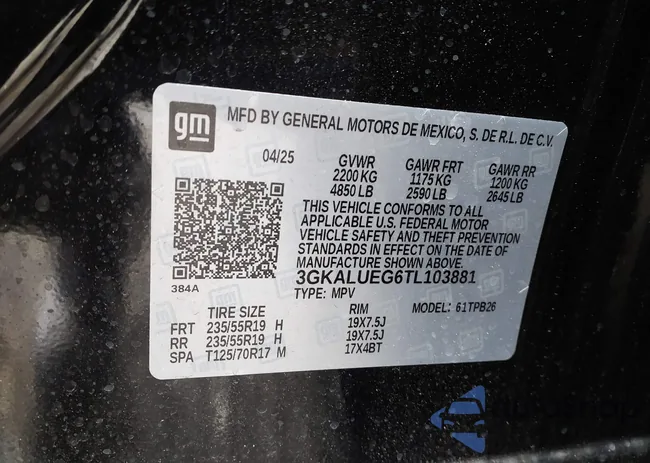 gm
MFD BY GENERAL MOTORS DE MEXICO, S. DE R.L. DE C.V.
04/25 GVWR GAWR FRT GAWR RR
2200 KG 1175 KG 1200 KG
4850 LB 2590 LB 2645 LB
THIS VEHICLE CONFORMS TO ALL
APPLICABLE U.S. FEDERAL MOTOR
VEHICLE SAFETY AND THEFT PREVENTION
STANDARDS IN EFFECT ON THE DATE OF
MANUFACTURE SHOWN ABOVE.
384A
3GKALUEG6TL103881
TYPE: MPV MODEL: 61TPB26
TIRE SIZE RIM
FRT 235/55R19 H 19X7.5J
RR 235/55R19 H 19X7.5J
SPA T125/70R17 M 17X4BT